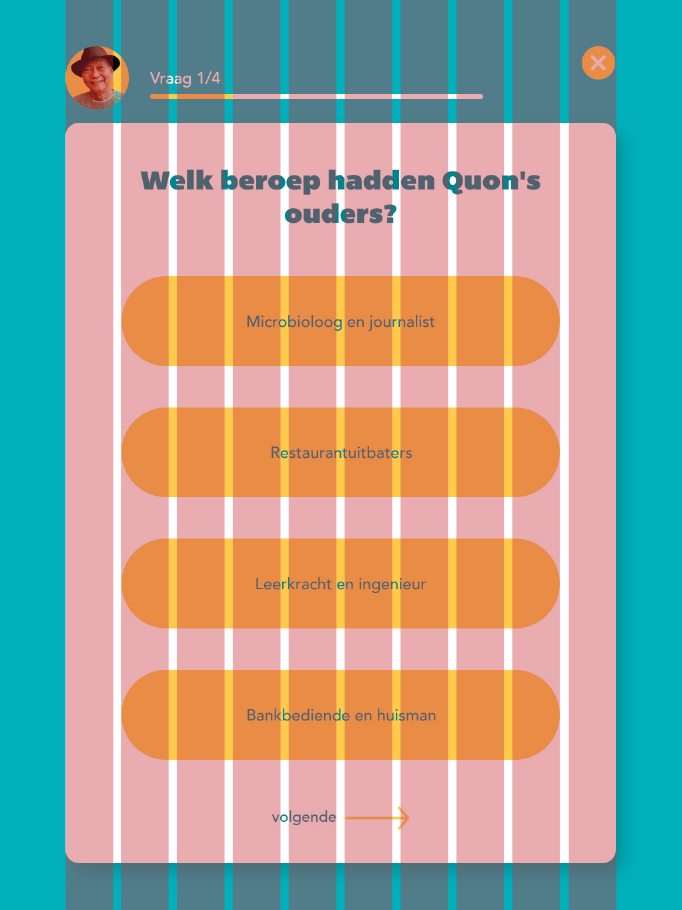 Vraag 1/4
Welk beroep hadden Quon's
ouders?
Microbioloog en journalist
Restaurantuitbaters
Leerkracht en ingenieur
Bankbediende en huisman
volgende